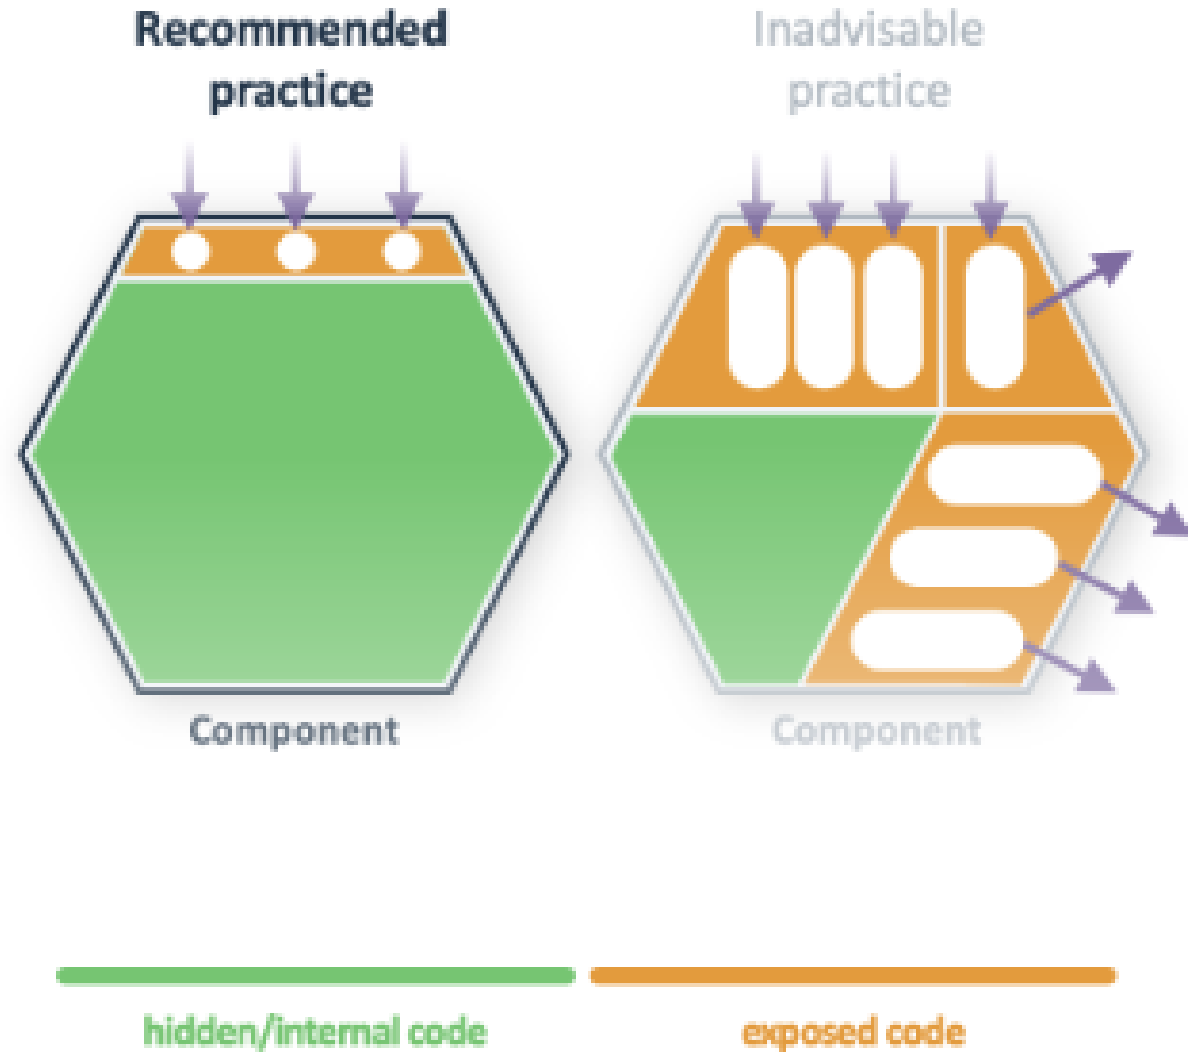 Recommended
practice
Inadvisable
practice
Component
Component
hidden/internal code
exposed code